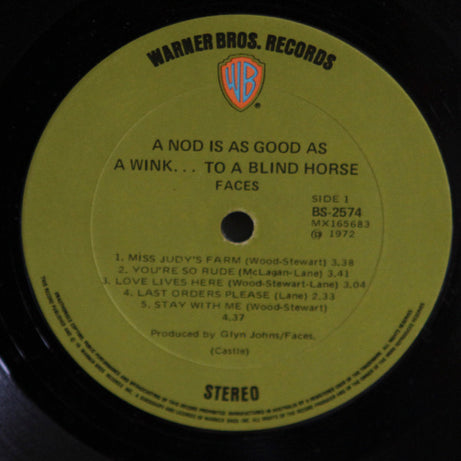 WARNER BROS. RECORDS
WB
®
A NOD IS AS GOOD AS
A WINK... TO A BLIND HORSE
FACES
SIDE 1
BS-2574
MX165683
℗ 1972
1. MISS JUDY'S FARM (Wood-Stewart) 3.38
2. YOU'RE SO RUDE (McLagan-Lane) 3.41
3. LOVE LIVES HERE (Wood-Stewart-Lane) 3.04
4. LAST ORDERS PLEASE (Lane) 2.33
5. STAY WITH ME (Wood-Stewart)
4.37
Produced by Glyn Johns/Faces.
(Castle)
STEREO